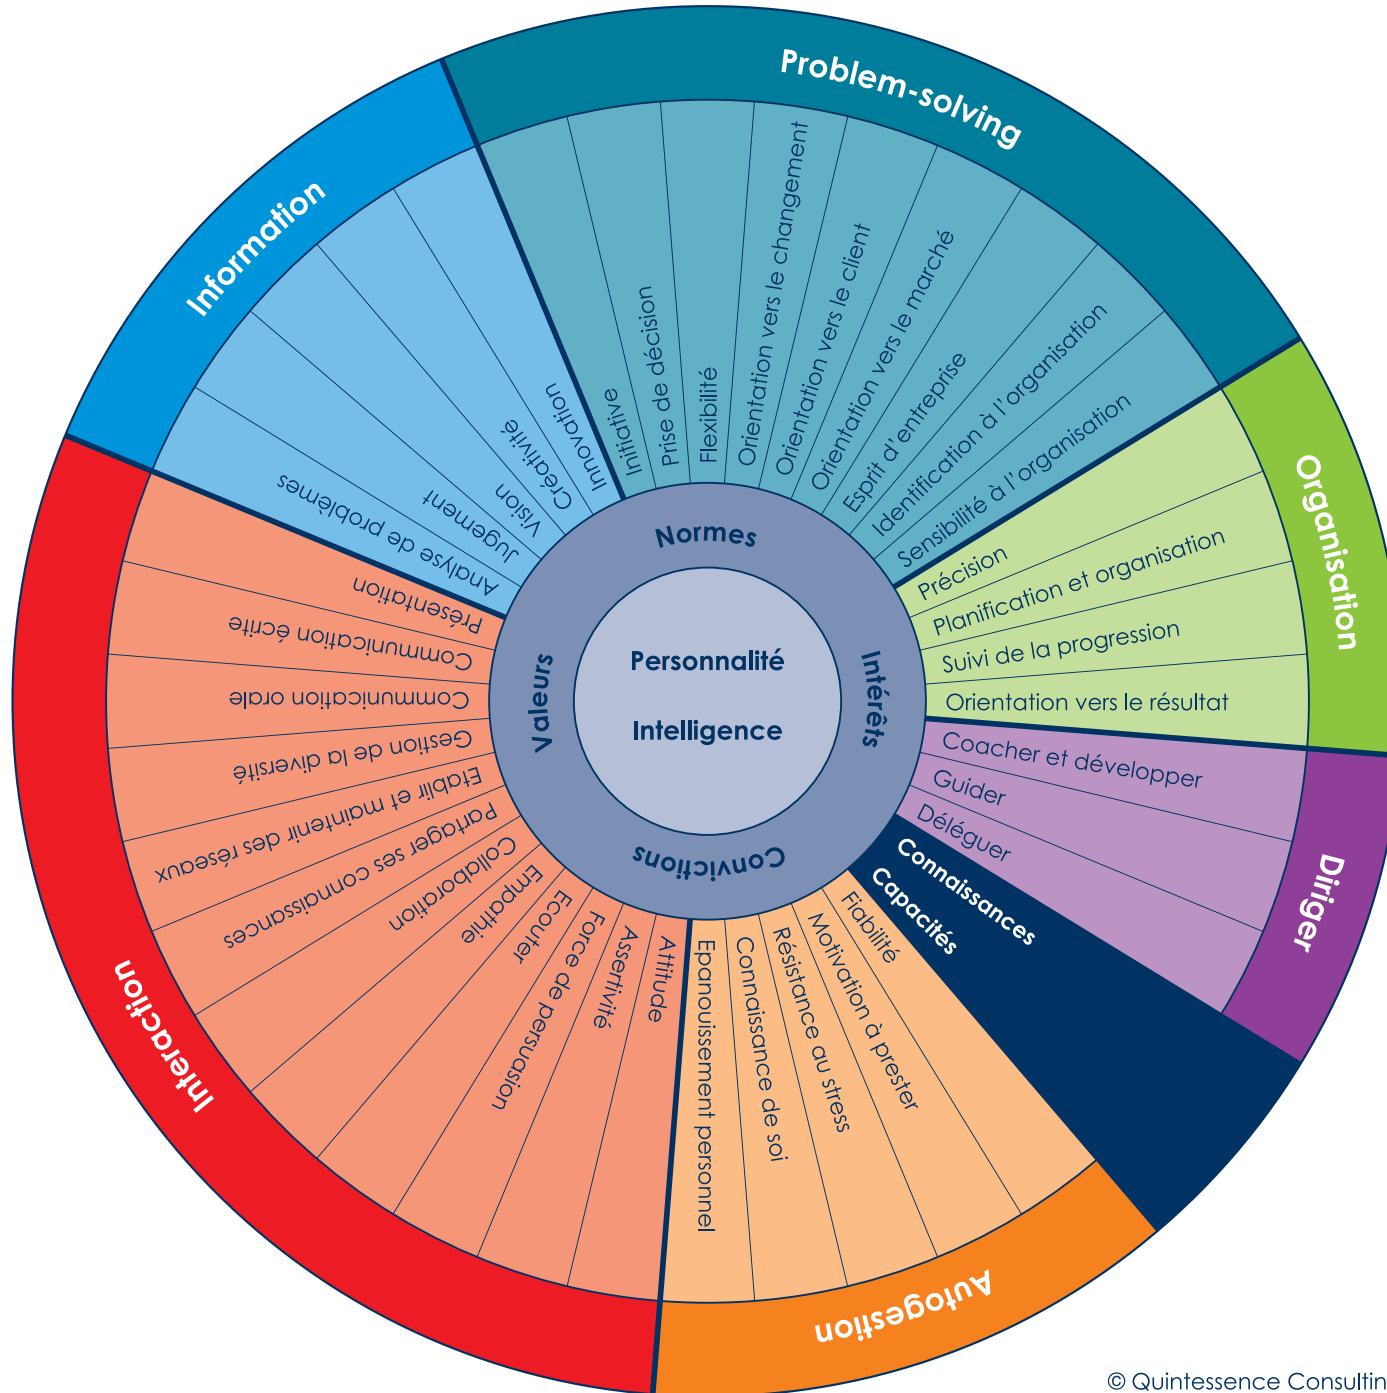 Problem-solving
Initiative
Prise de décision
Flexibilité
Orientation vers le changement
Orientation vers le client
Orientation vers le marché
Esprit d'entreprise
Identification à l'organisation
Sensibilité à l'organisation
Organisation
Précision
Planification et organisation
Suivi de la progression
Orientation vers le résultat
Diriger
Coacher et développer
Guider
Déléguer
Connaissances
Capacités
Autogestion
Fiabilité
Motivation à prester
Résistance au stress
Connaissance de soi
Epanouissement personnel
Interaction
Attitude
Assertivité
Force de persuasion
Ecouter
Empathie
Collaboration
Partager ses connaissances
Etablir et maintenir des réseaux
Gestion de la diversité
Communication orale
Communication écrite
Présentation
Information
Analyse de problèmes
Jugement
Vision
Créativité
Innovation
Normes
Intérêts
Convictions
Valeurs
Personnalité
Intelligence
© Quintessence Consultin